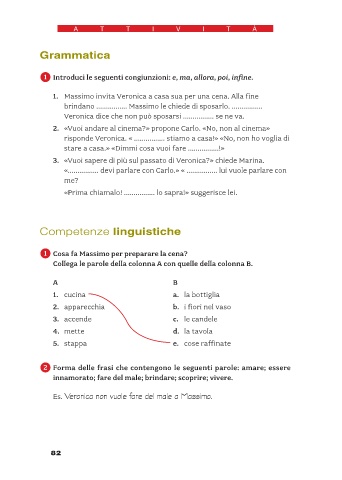 ATTIVITÀ
Grammatica
1 Introduci le seguenti congiunzioni: e, ma, allora, poi, infine.
1. Massimo invita Veronica a casa sua per una cena. Alla fine
brindano ............... Massimo le chiede di sposarlo. ...............
Veronica dice che non può sposarsi ............... se ne va.
2. «Vuoi andare al cinema?» propone Carlo. «No, non al cinema»
risponde Veronica. « ............... stiamo a casa!» «No, non ho voglia di
stare a casa.» «Dimmi cosa vuoi fare ...............!»
3. «Vuoi sapere di più sul passato di Veronica?» chiede Marina.
«............... devi parlare con Carlo.» « ............... lui vuole parlare con
me?
«Prima chiamalo! ............... lo saprai» suggerisce lei.
Competenze linguistiche
1 Cosa fa Massimo per preparare la cena?
Collega le parole della colonna A con quelle della colonna B.
A B
1. cucina a. la bottiglia
2. apparecchia b. i fiori nel vaso
3. accende c. le candele
4. mette d. la tavola
5. stappa e. cose raffinate
2 Forma delle frasi che contengono le seguenti parole: amare; essere
innamorato; fare del male; brindare; scoprire; vivere.
Es. Veronica non vuole fare del male a Massimo.
82